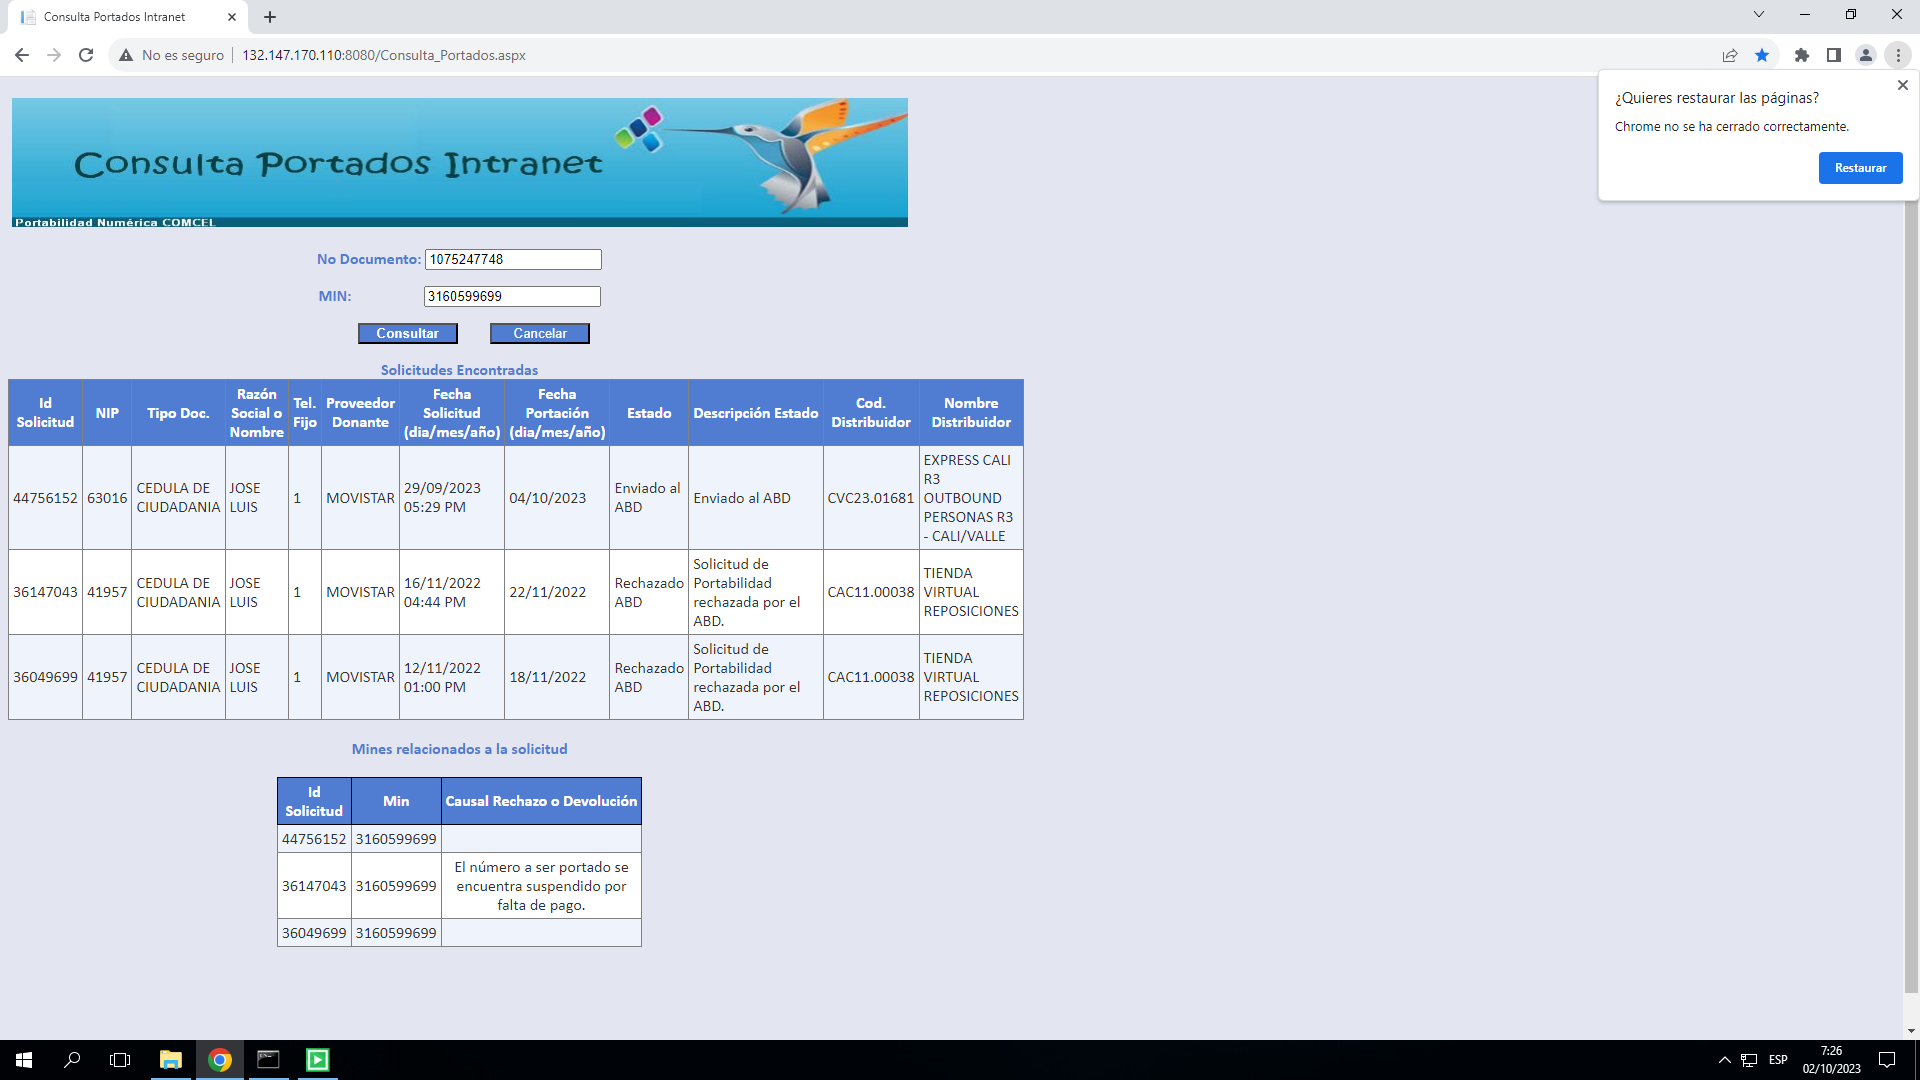 Consulta Portados Intranet
No es seguro
132.147.170.110:8080/Consulta_Portados.aspx
¿Quieres restaurar las páginas?
Chrome no se ha cerrado correctamente.
Restaurar
Consulta Portados Intranet
Portabilidad Numérica COMCEL
No Documento: 1075247748
MIN: 3160599699
Consultar Cancelar
Solicitudes Encontradas
Id Solicitud NIP Tipo Doc. Razón Social o Nombre Tel. Fijo Proveedor Donante Fecha Solicitud (dia/mes/año) Fecha Portación (dia/mes/año) Estado Descripción Estado Cod. Distribuidor Nombre Distribuidor
44756152 63016 CEDULA DE CIUDADANIA JOSE LUIS 1 MOVISTAR 29/09/2023 05:29 PM 04/10/2023 Enviado al ABD Enviado al ABD CVC23.01681 EXPRESS CALI R3 OUTBOUND PERSONAS R3 - CALI/VALLE
36147043 41957 CEDULA DE CIUDADANIA JOSE LUIS 1 MOVISTAR 16/11/2022 04:44 PM 22/11/2022 Rechazado ABD Solicitud de Portabilidad rechazada por el ABD. CAC11.00038 TIENDA VIRTUAL REPOSICIONES
36049699 41957 CEDULA DE CIUDADANIA JOSE LUIS 1 MOVISTAR 12/11/2022 01:00 PM 18/11/2022 Rechazado ABD Solicitud de Portabilidad rechazada por el ABD. CAC11.00038 TIENDA VIRTUAL REPOSICIONES
Mines relacionados a la solicitud
Id Solicitud Min Causal Rechazo o Devolución
44756152 3160599699
36147043 3160599699 El número a ser portado se encuentra suspendido por falta de pago.
36049699 3160599699
ESP
7:26
02/10/2023